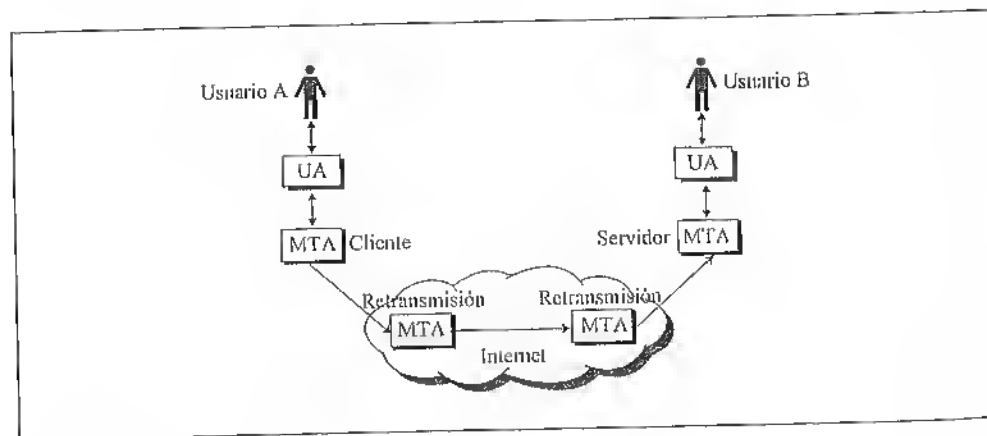 Usuario A
Usuario B
UA
UA
MTA Cliente
Servidor MTA
Retransmisión
Retransmisión
MTA
MTA
Internet